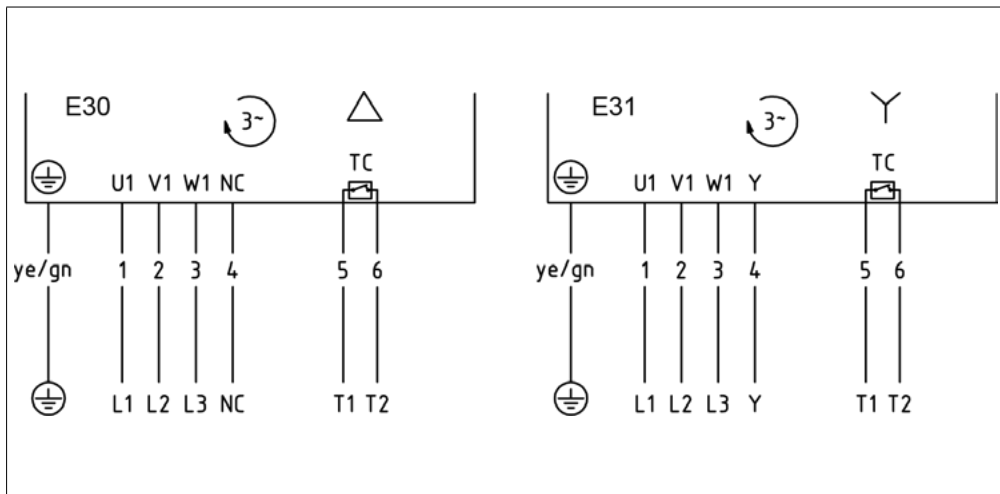 E30
3~
TC
U1 V1 W1 NC
ye/gn 1 2 3 4 5 6
L1 L2 L3 NC T1 T2
E31
3~
TC
U1 V1 W1 Y
ye/gn 1 2 3 4 5 6
L1 L2 L3 Y T1 T2